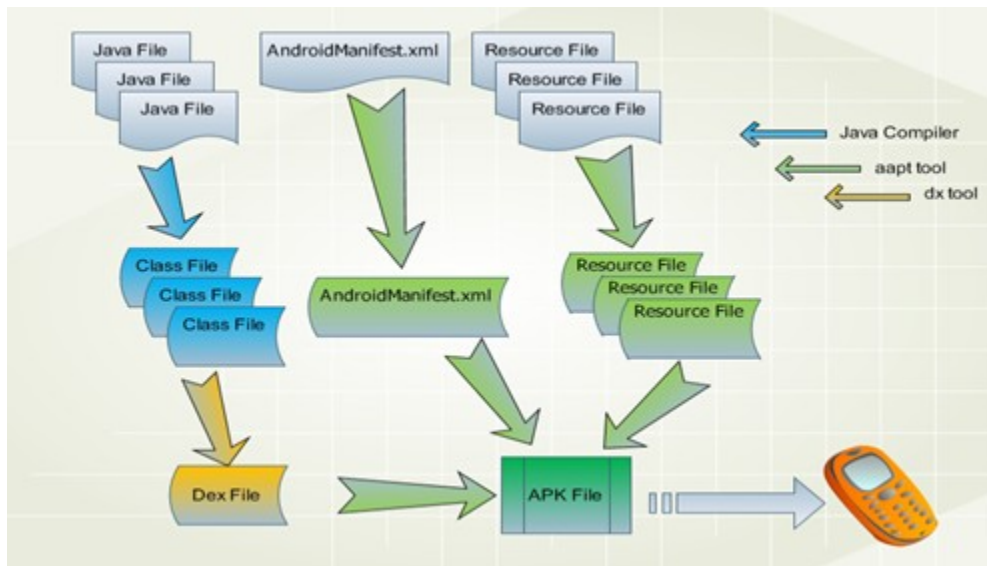 Java File
Java File
Java File
AndroidManifest.xml
Resource File
Resource File
Resource File
Java Compiler
aapt tool
dx tool
Class File
Class File
Class File
AndroidManifest.xml
Resource File
Resource File
Resource File
Dex File
APK File